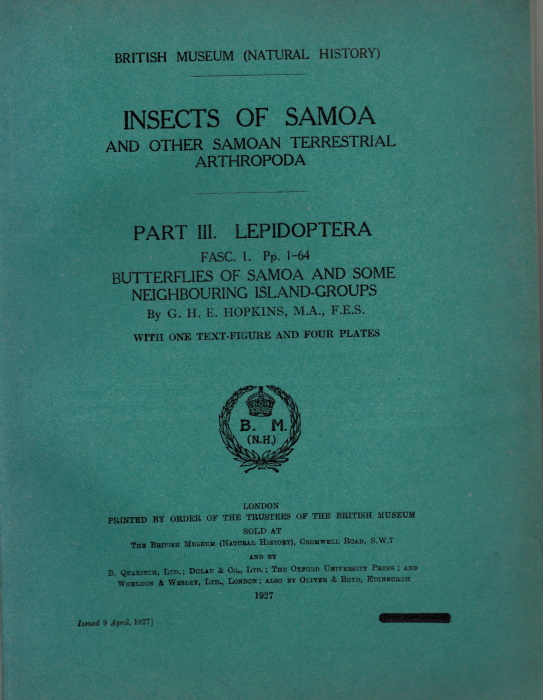 BRITISH MUSEUM (NATURAL HISTORY)
INSECTS OF SAMOA
AND OTHER SAMOAN TERRESTRIAL
ARTHROPODA
PART III. LEPIDOPTERA
FASC. 1. Pp. 1-64
BUTTERFLIES OF SAMOA AND SOME
NEIGHBOURING ISLAND-GROUPS
By G. H. E. HOPKINS, M.A., F.E.S.
WITH ONE TEXT-FIGURE AND FOUR PLATES
B. M.
(N.H.)
LONDON
PRINTED BY ORDER OF THE TRUSTEES OF THE BRITISH MUSEUM
SOLD AT
The British Museum (Natural History), Cromwell Road, S.W.7
AND BY
B. Quaritch, Ltd.; Dulau & Co., Ltd.; The Oxford University Press; and
Wheldon & Wesley, Ltd., London; also by Oliver & Boyd, Edinburgh
1927
Issued 9 April, 1927]